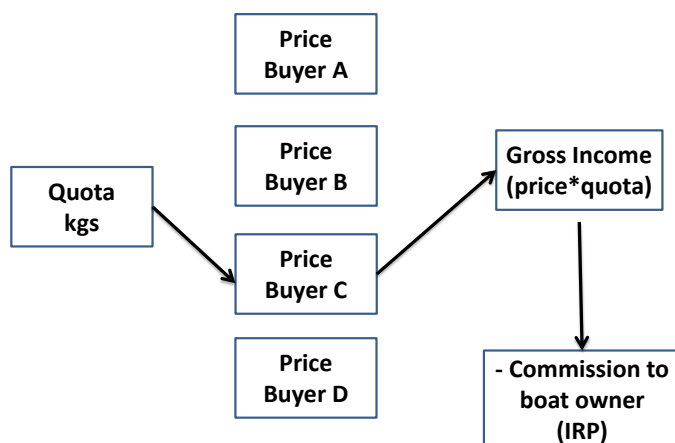 Price
Buyer A
Price
Buyer B
Gross Income
(price*quota)
Quota
kgs
Price
Buyer C
Price
Buyer D
- Commission to
boat owner
(IRP)